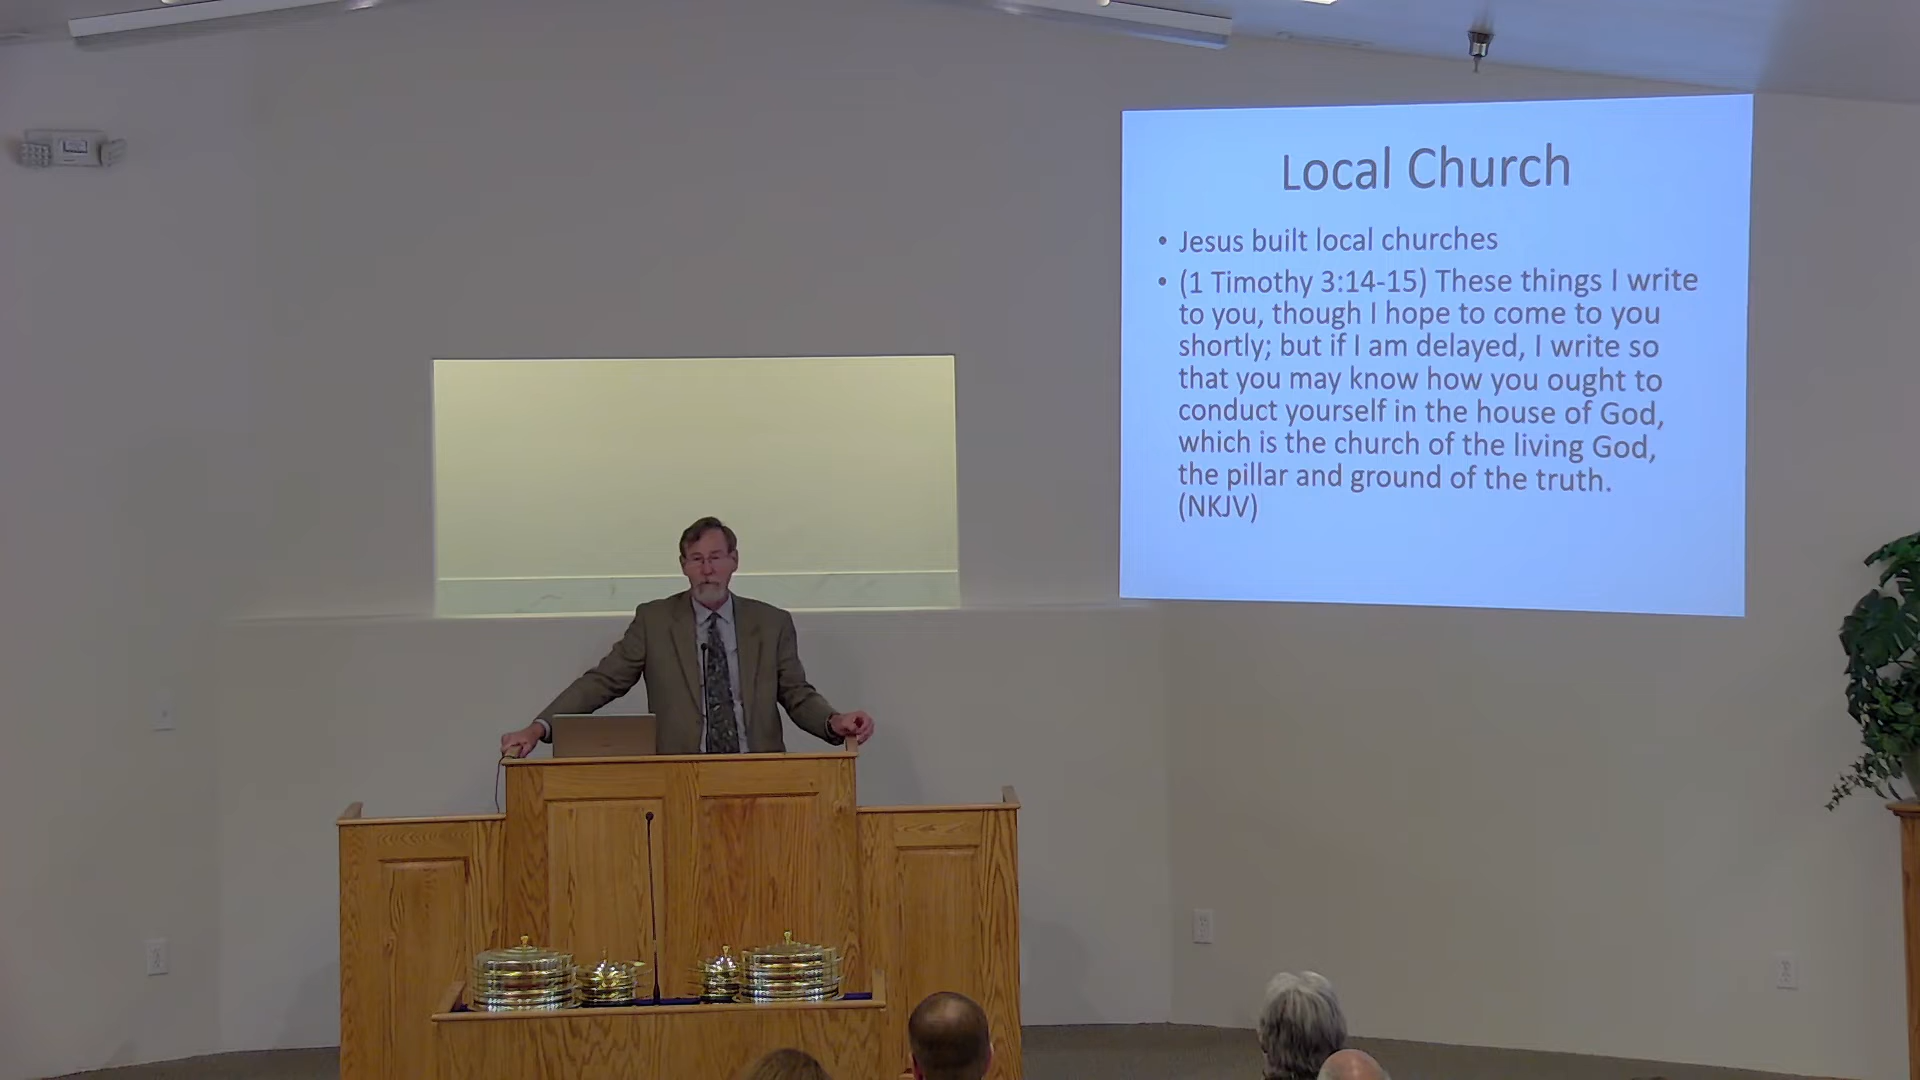 Local Church
• Jesus built local churches
• (1 Timothy 3:14-15) These things I write
to you, though I hope to come to you
shortly; but if I am delayed, I write so
that you may know how you ought to
conduct yourself in the house of God,
which is the church of the living God,
the pillar and ground of the truth.
(NKJV)